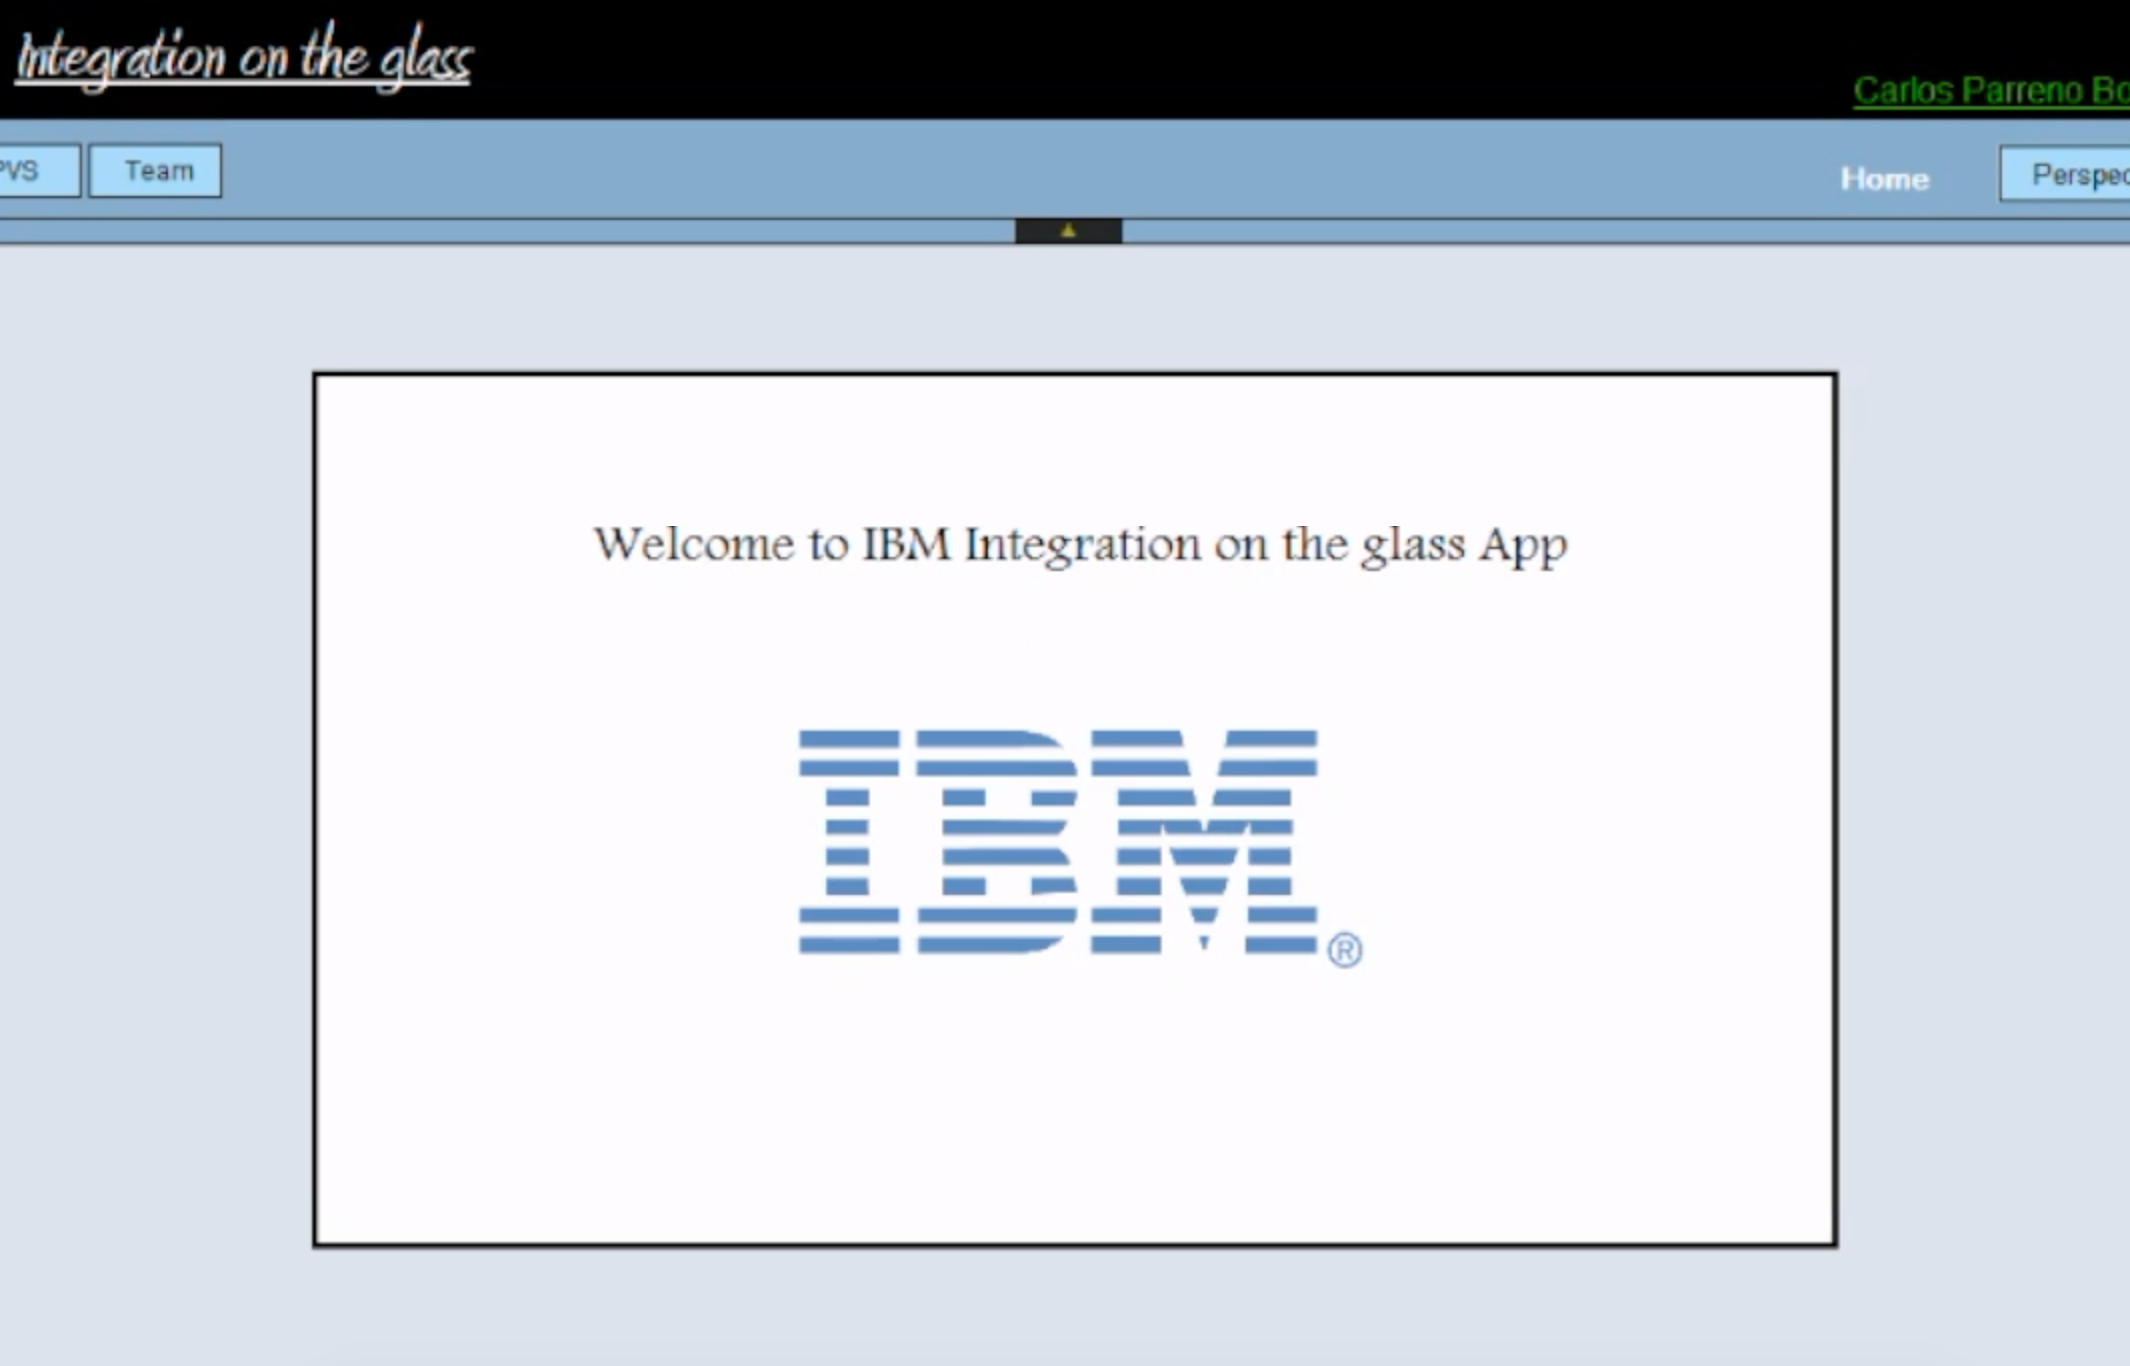 Integration on the glass
Carlos Parreno Bo
PVS
Team
Home
Perspec
Welcome to IBM Integration on the glass App
IBM®